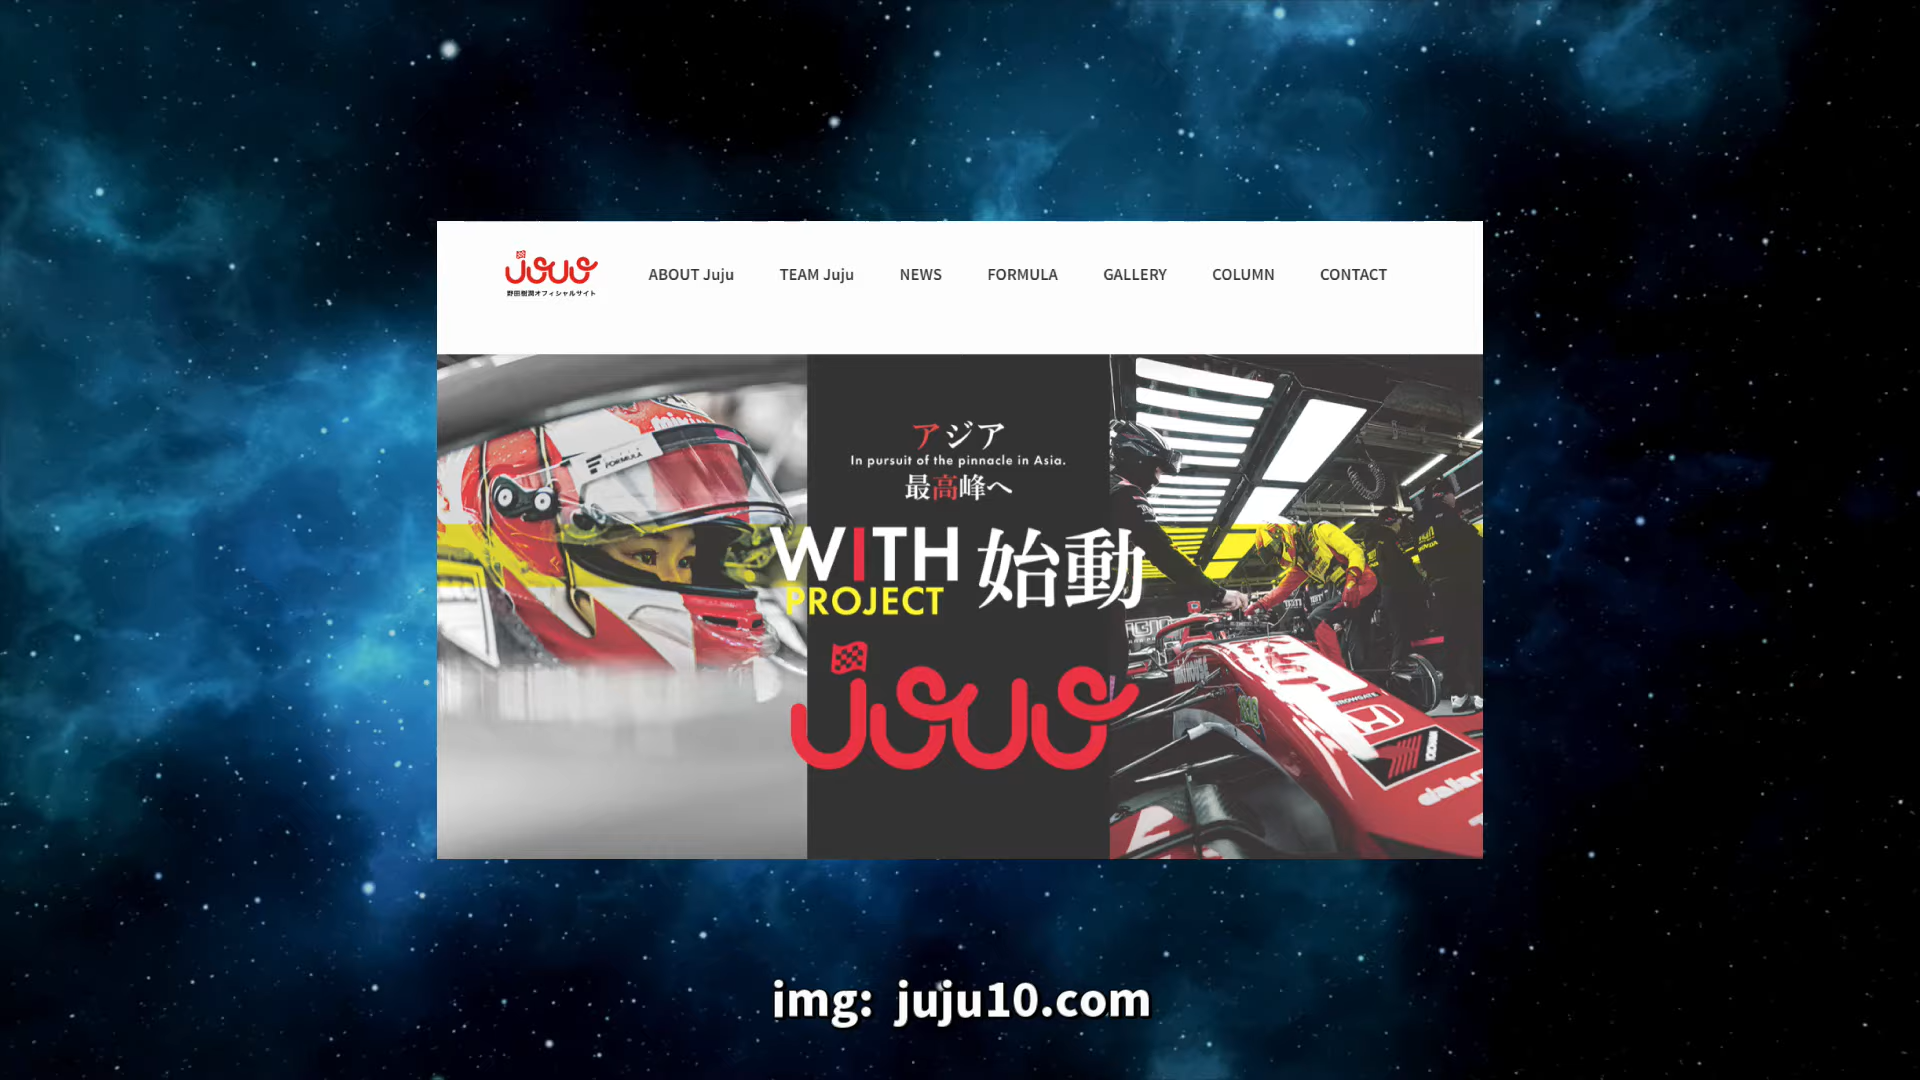 JuJu
野田樹潤オフィシャルサイト
ABOUT Juju
TEAM Juju
NEWS
FORMULA
GALLERY
COLUMN
CONTACT
FORMULA
アジア
In pursuit of the pinnacle in Asia.
最高峰へ
WITH
PROJECT
始動
JuJu
img: juju10.com